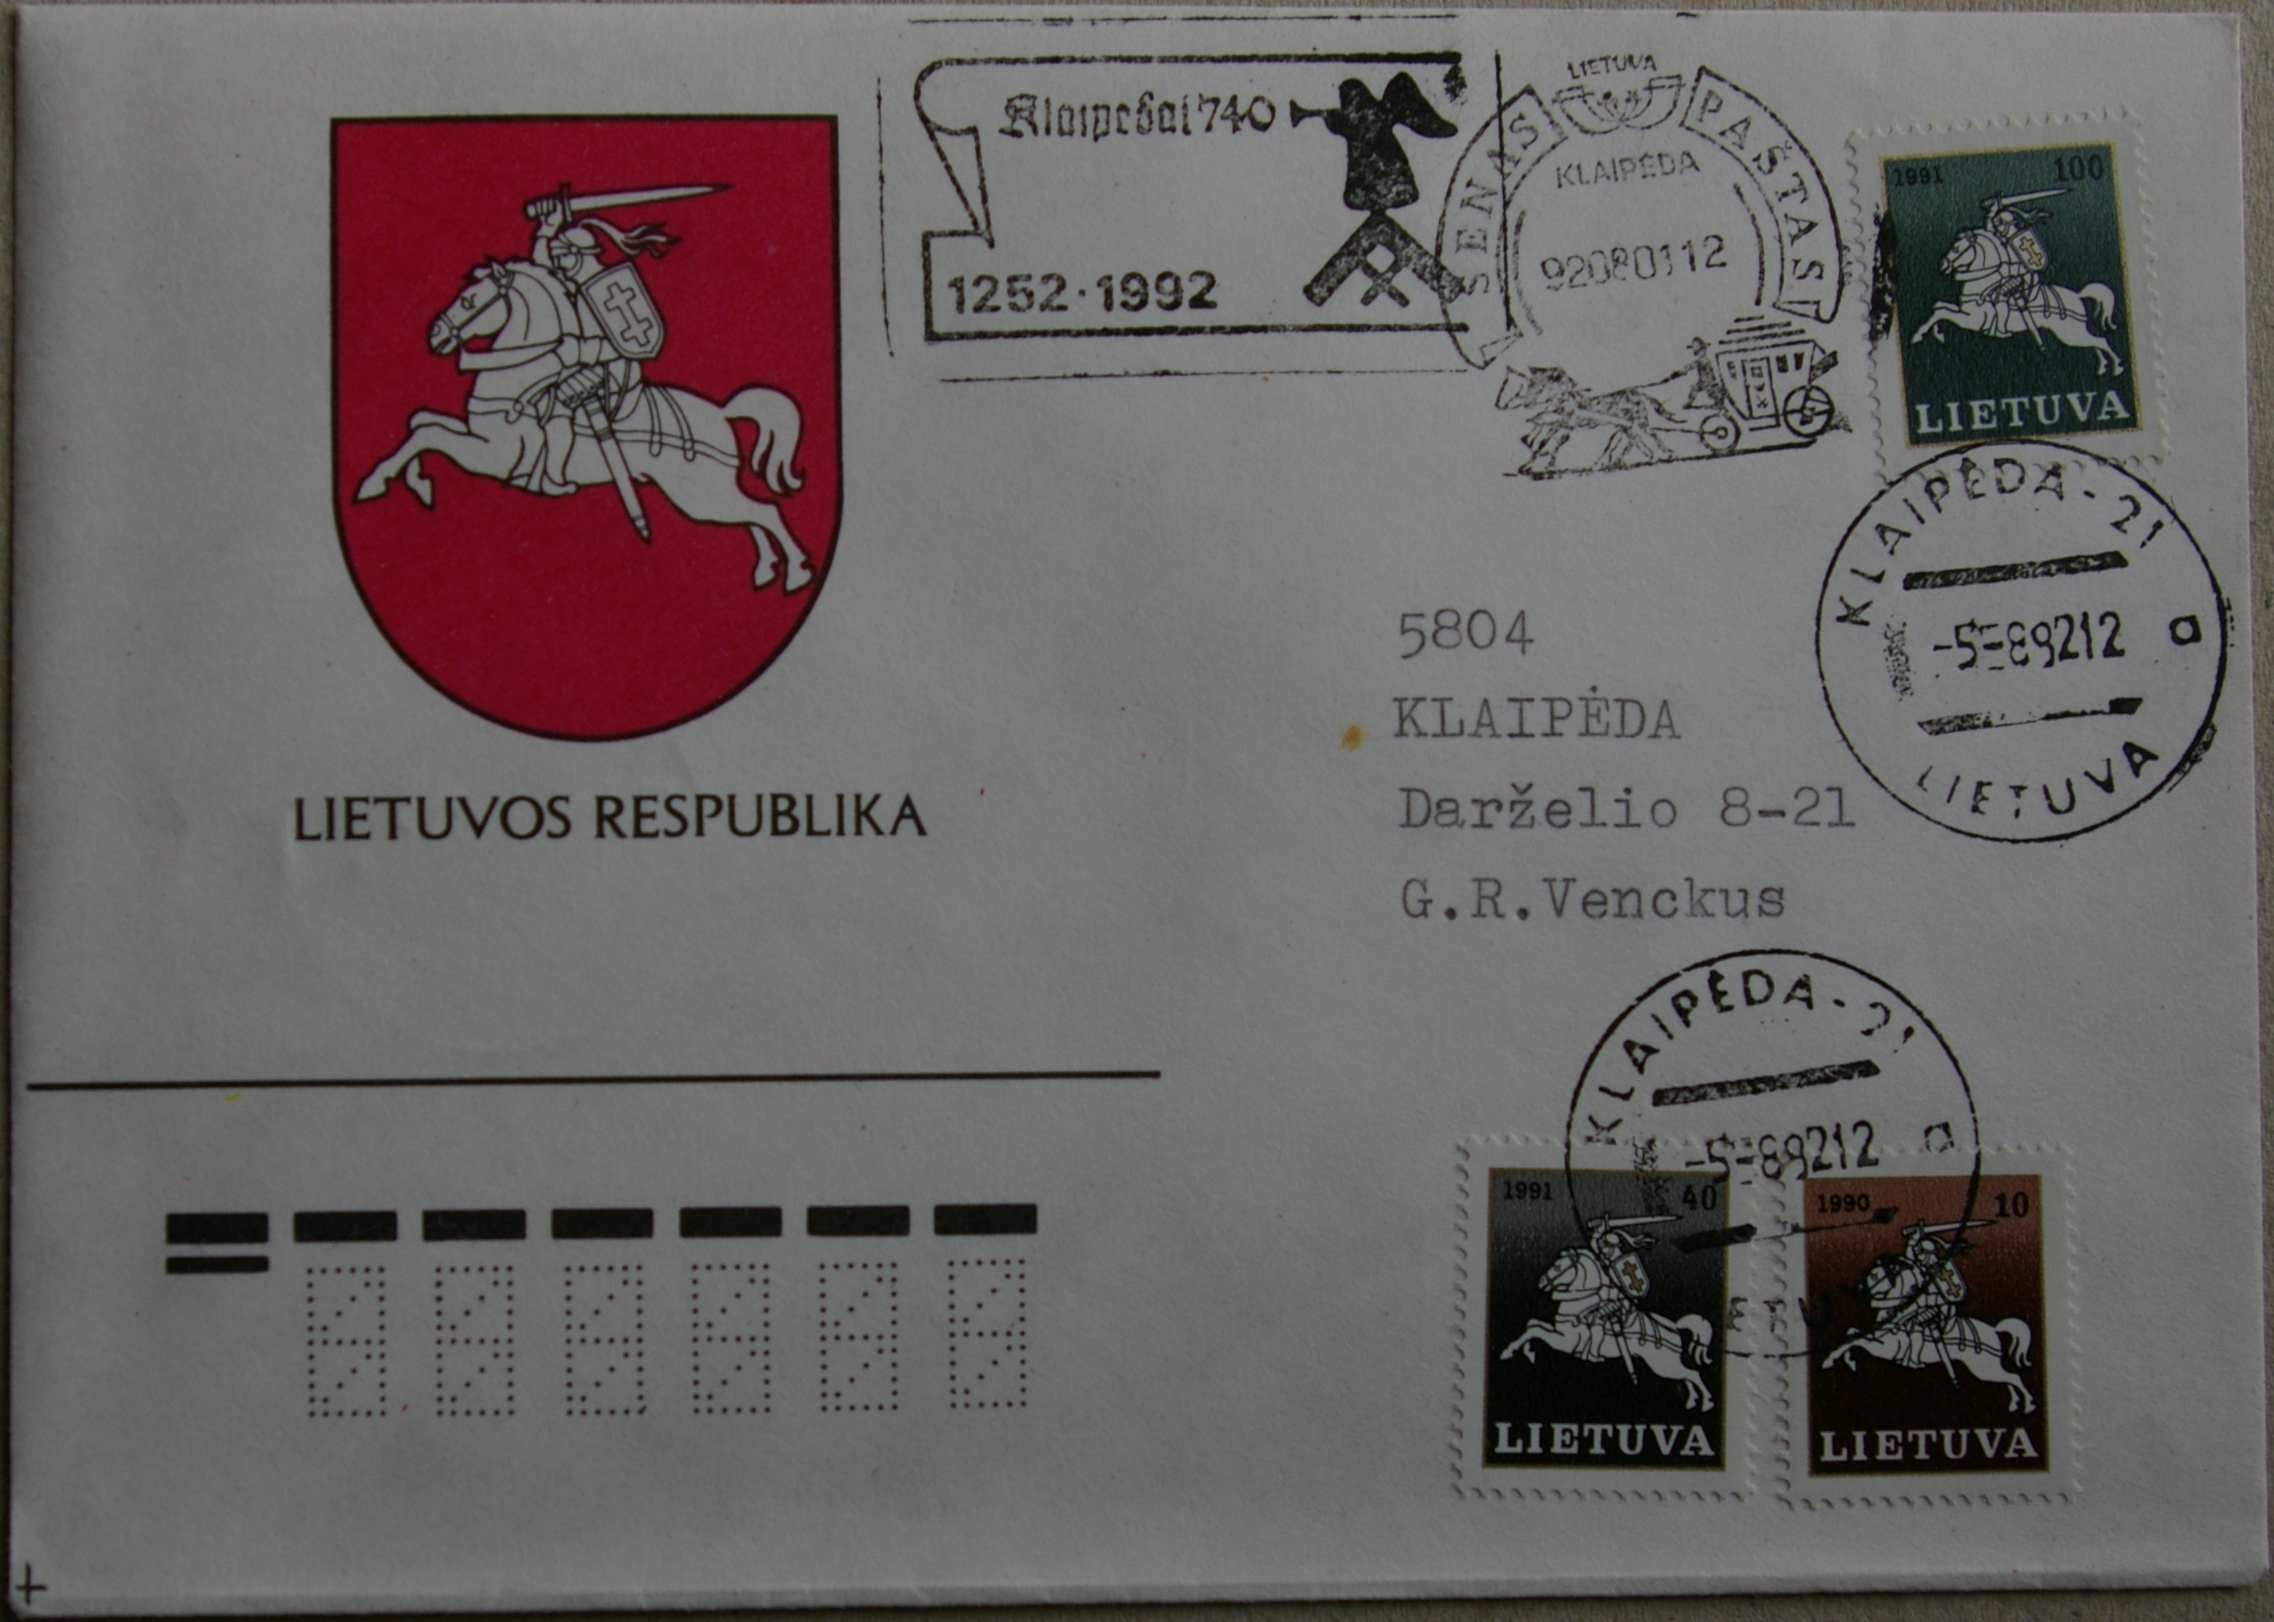 Klaipėdai 740
1252·1992
LIETUVA
SENAS PAŠTAS
KLAIPĖDA
92080112
1991 100
LIETUVA
KLAIPĖDA-21
-5-89212 a
LIETUVA
LIETUVOS RESPUBLIKA
5804
KLAIPĖDA
Darželio 8-21
G.R.Venckus
KLAIPĖDA-21
-5-89212 a
1991 40
LIETUVA
1990 10
LIETUVA